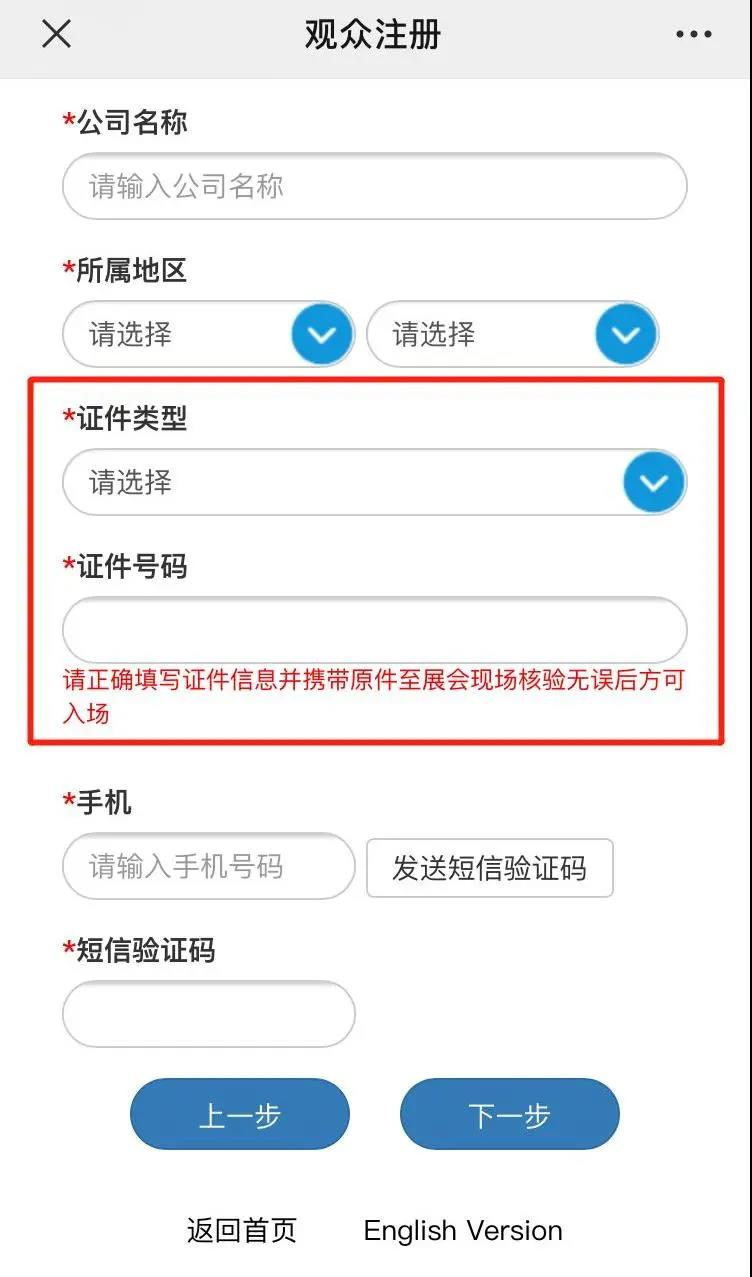 观众注册
*公司名称
请输入公司名称
*所属地区
请选择 请选择
*证件类型
请选择
*证件号码
请正确填写证件信息并携带原件至展会现场核验无误后方可
入场
*手机
请输入手机号码 发送短信验证码
*短信验证码
上一步 下一步
返回首页 English Version